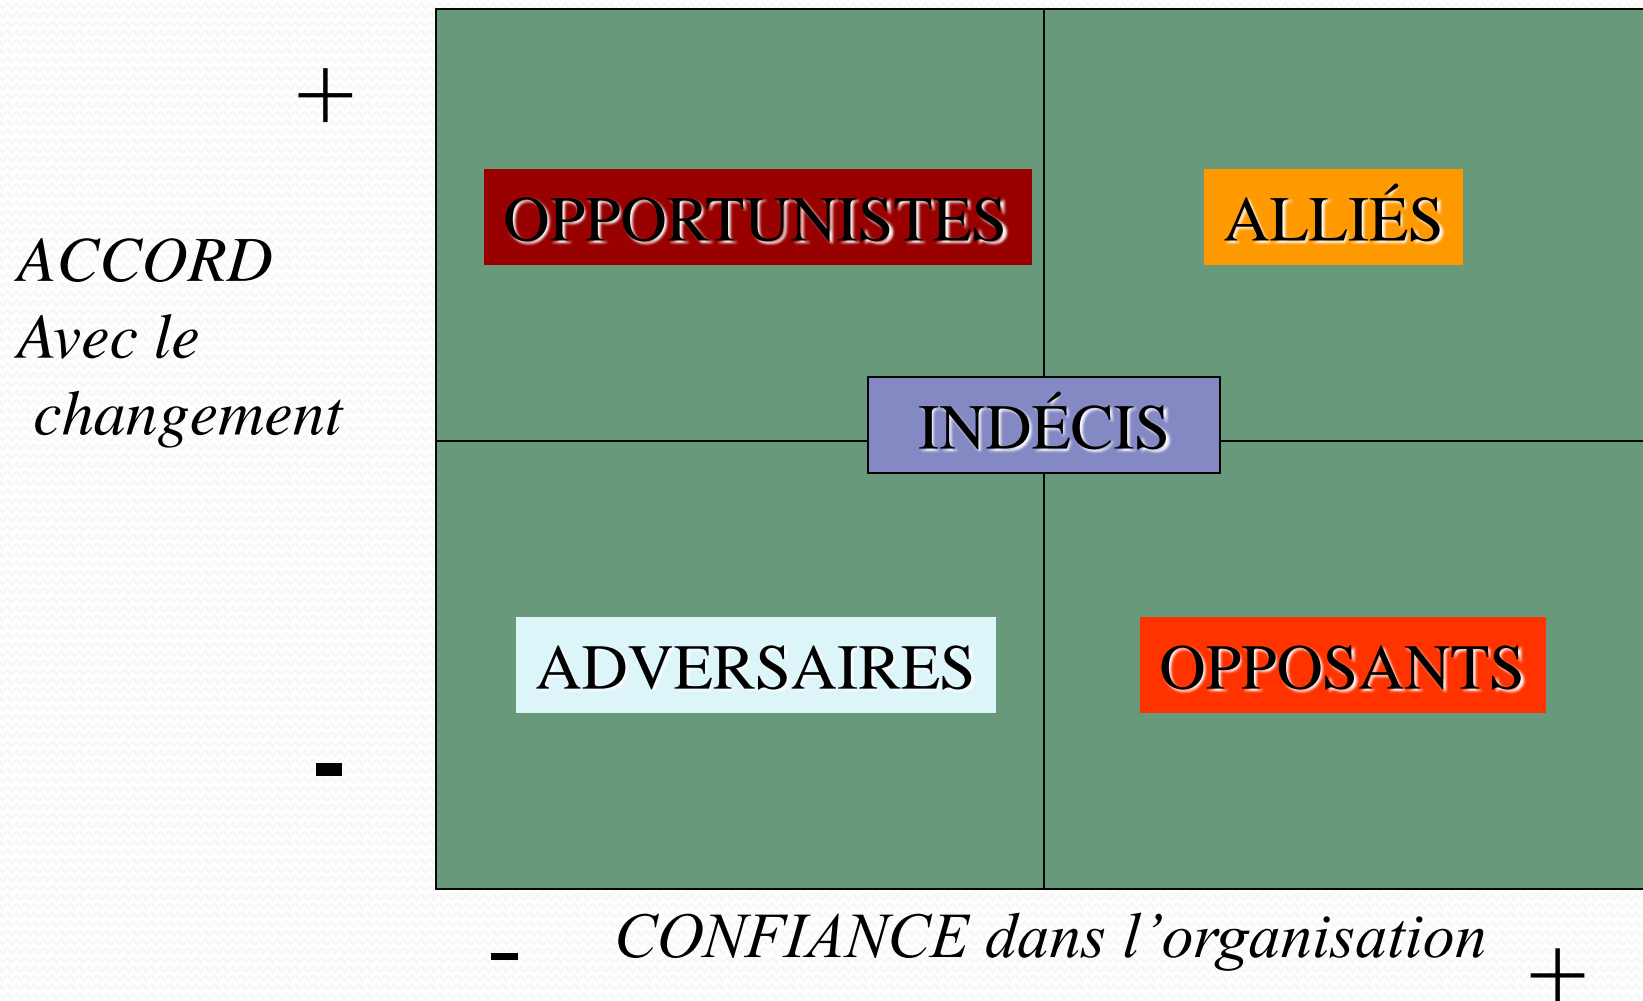 +
OPPORTUNISTES
ALLIÉS
ACCORD
Avec le
changement
INDÉCIS
ADVERSAIRES
OPPOSANTS
-
- CONFIANCE dans l’organisation +